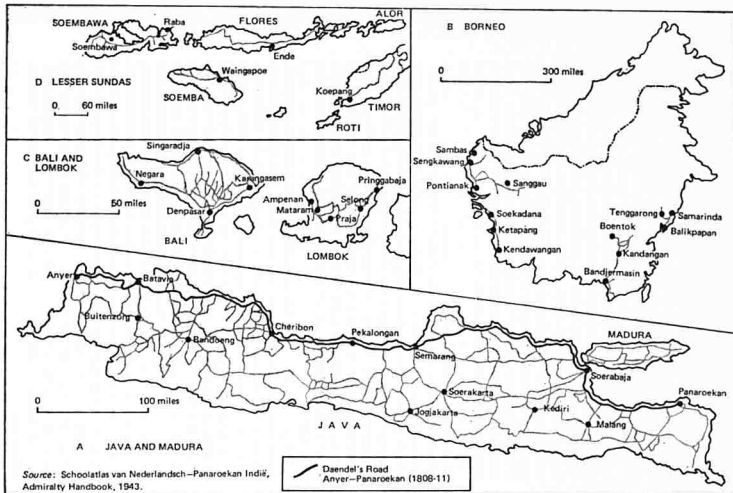 SOEMBAWA
Raba
Soembawa
FLORES
ALOR
Ende
D LESSER SUNDAS
0 60 miles
Waingapoe
SOEMBA
Koepang
TIMOR
ROTI
B BORNEO
0 300 miles
Sambas
Sengkawang
Pontianak
Sanggau
Soekadana
Ketapang
Kendawangan
Tenggarong
Samarinda
Boentok
Balikpapan
Kandangan
Bandjermasin
C BALI AND
LOMBOK
0 50 miles
Singaradja
Negara
Karangasem
Denpasar
BALI
Pringgabaja
Ampenan
Mataram
Selong
Praja
LOMBOK
Anyer
Batavia
Buitenzorg
Bandoeng
Cheribon
Pekalongan
Semarang
MADURA
Soerabaja
Panaroekan
Soerakarta
Jogjakarta
Kediri
Malang
0 100 miles
JAVA
A JAVA AND MADURA
Source: Schoolatlas van Nederlandsch–Panaroekan Indië,
Admiralty Handbook, 1943.
Daendel's Road
Anyer–Panaroekan (1808-11)